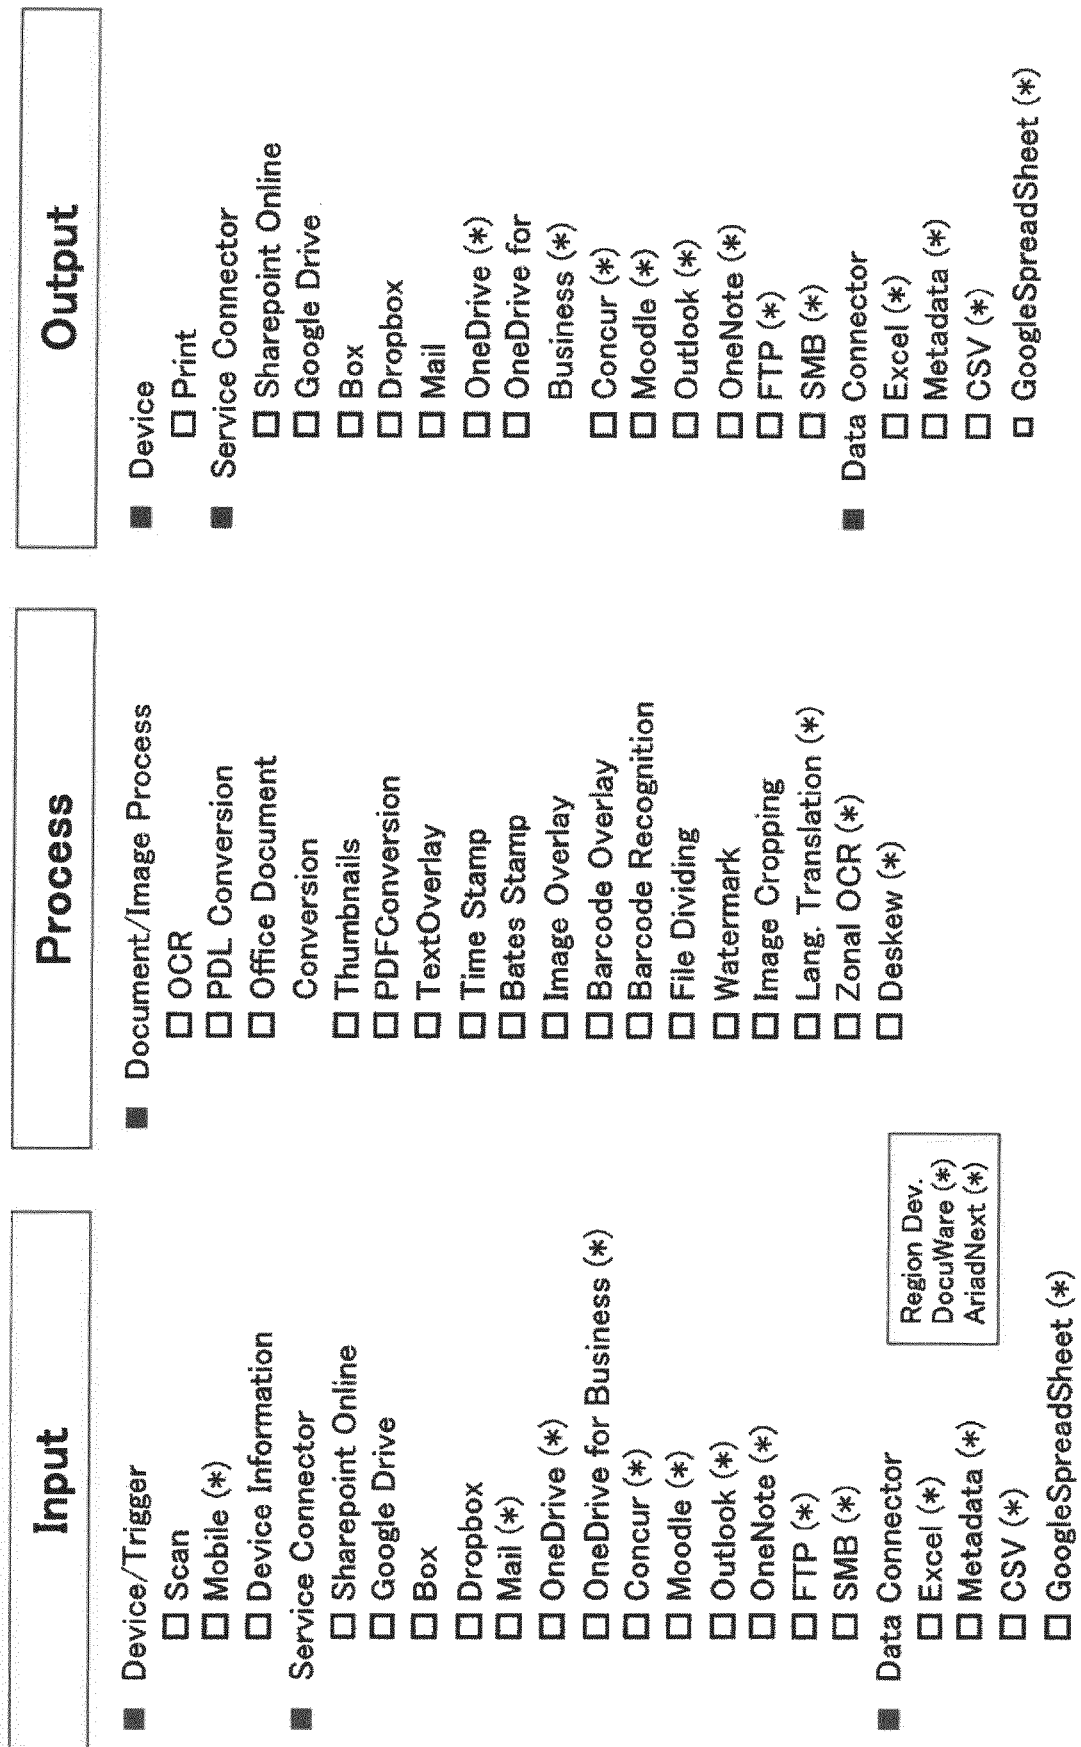 Input
■ Device/Trigger
□ Scan
□ Mobile (*)
□ Device Information
■ Service Connector
□ Sharepoint Online
□ Google Drive
□ Box
□ Dropbox
□ Mail (*)
□ OneDrive (*)
□ OneDrive for Business (*)
□ Concur (*)
□ Moodle (*)
□ Outlook (*)
□ OneNote (*)
□ FTP (*)
□ SMB (*)
■ Data Connector
□ Excel (*)
□ Metadata (*)
□ CSV (*)
□ GoogleSpreadSheet (*)
Region Dev.
DocuWare (*)
AriadNext (*)
Process
■ Document/Image Process
□ OCR
□ PDL Conversion
□ Office Document
Conversion
□ Thumbnails
□ PDFConversion
□ TextOverlay
□ Time Stamp
□ Bates Stamp
□ Image Overlay
□ Barcode Overlay
□ Barcode Recognition
□ File Dividing
□ Watermark
□ Image Cropping
□ Lang. Translation (*)
□ Zonal OCR (*)
□ Deskew (*)
Output
■ Device
□ Print
■ Service Connector
□ Sharepoint Online
□ Google Drive
□ Box
□ Dropbox
□ Mail
□ OneDrive (*)
□ OneDrive for
Business (*)
□ Concur (*)
□ Moodle (*)
□ Outlook (*)
□ OneNote (*)
□ FTP (*)
□ SMB (*)
■ Data Connector
□ Excel (*)
□ Metadata (*)
□ CSV (*)
□ GoogleSpreadSheet (*)